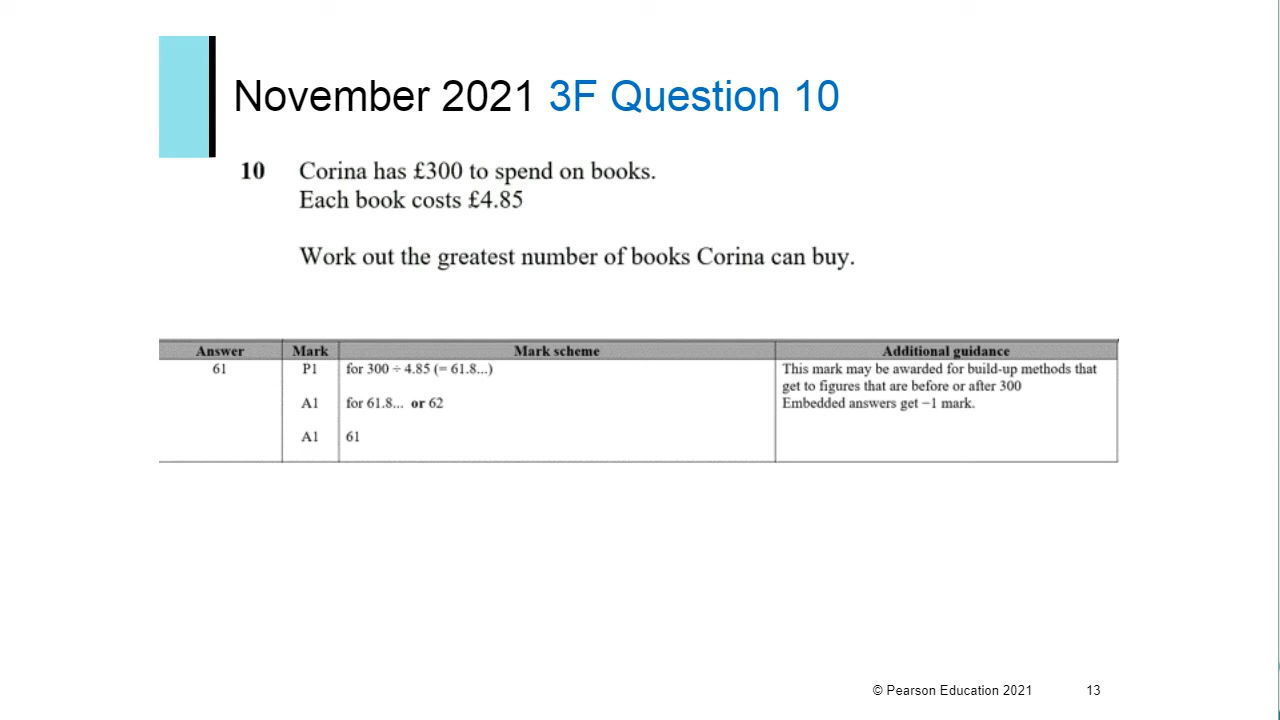 November 2021 3F Question 10
10 Corina has £300 to spend on books.
Each book costs £4.85
Work out the greatest number of books Corina can buy.
Answer Mark Mark scheme Additional guidance
61 P1 for 300 ÷ 4.85 (= 61.8...) This mark may be awarded for build-up methods that
get to figures that are before or after 300
A1 for 61.8... or 62 Embedded answers get −1 mark.
A1 61
© Pearson Education 2021 13